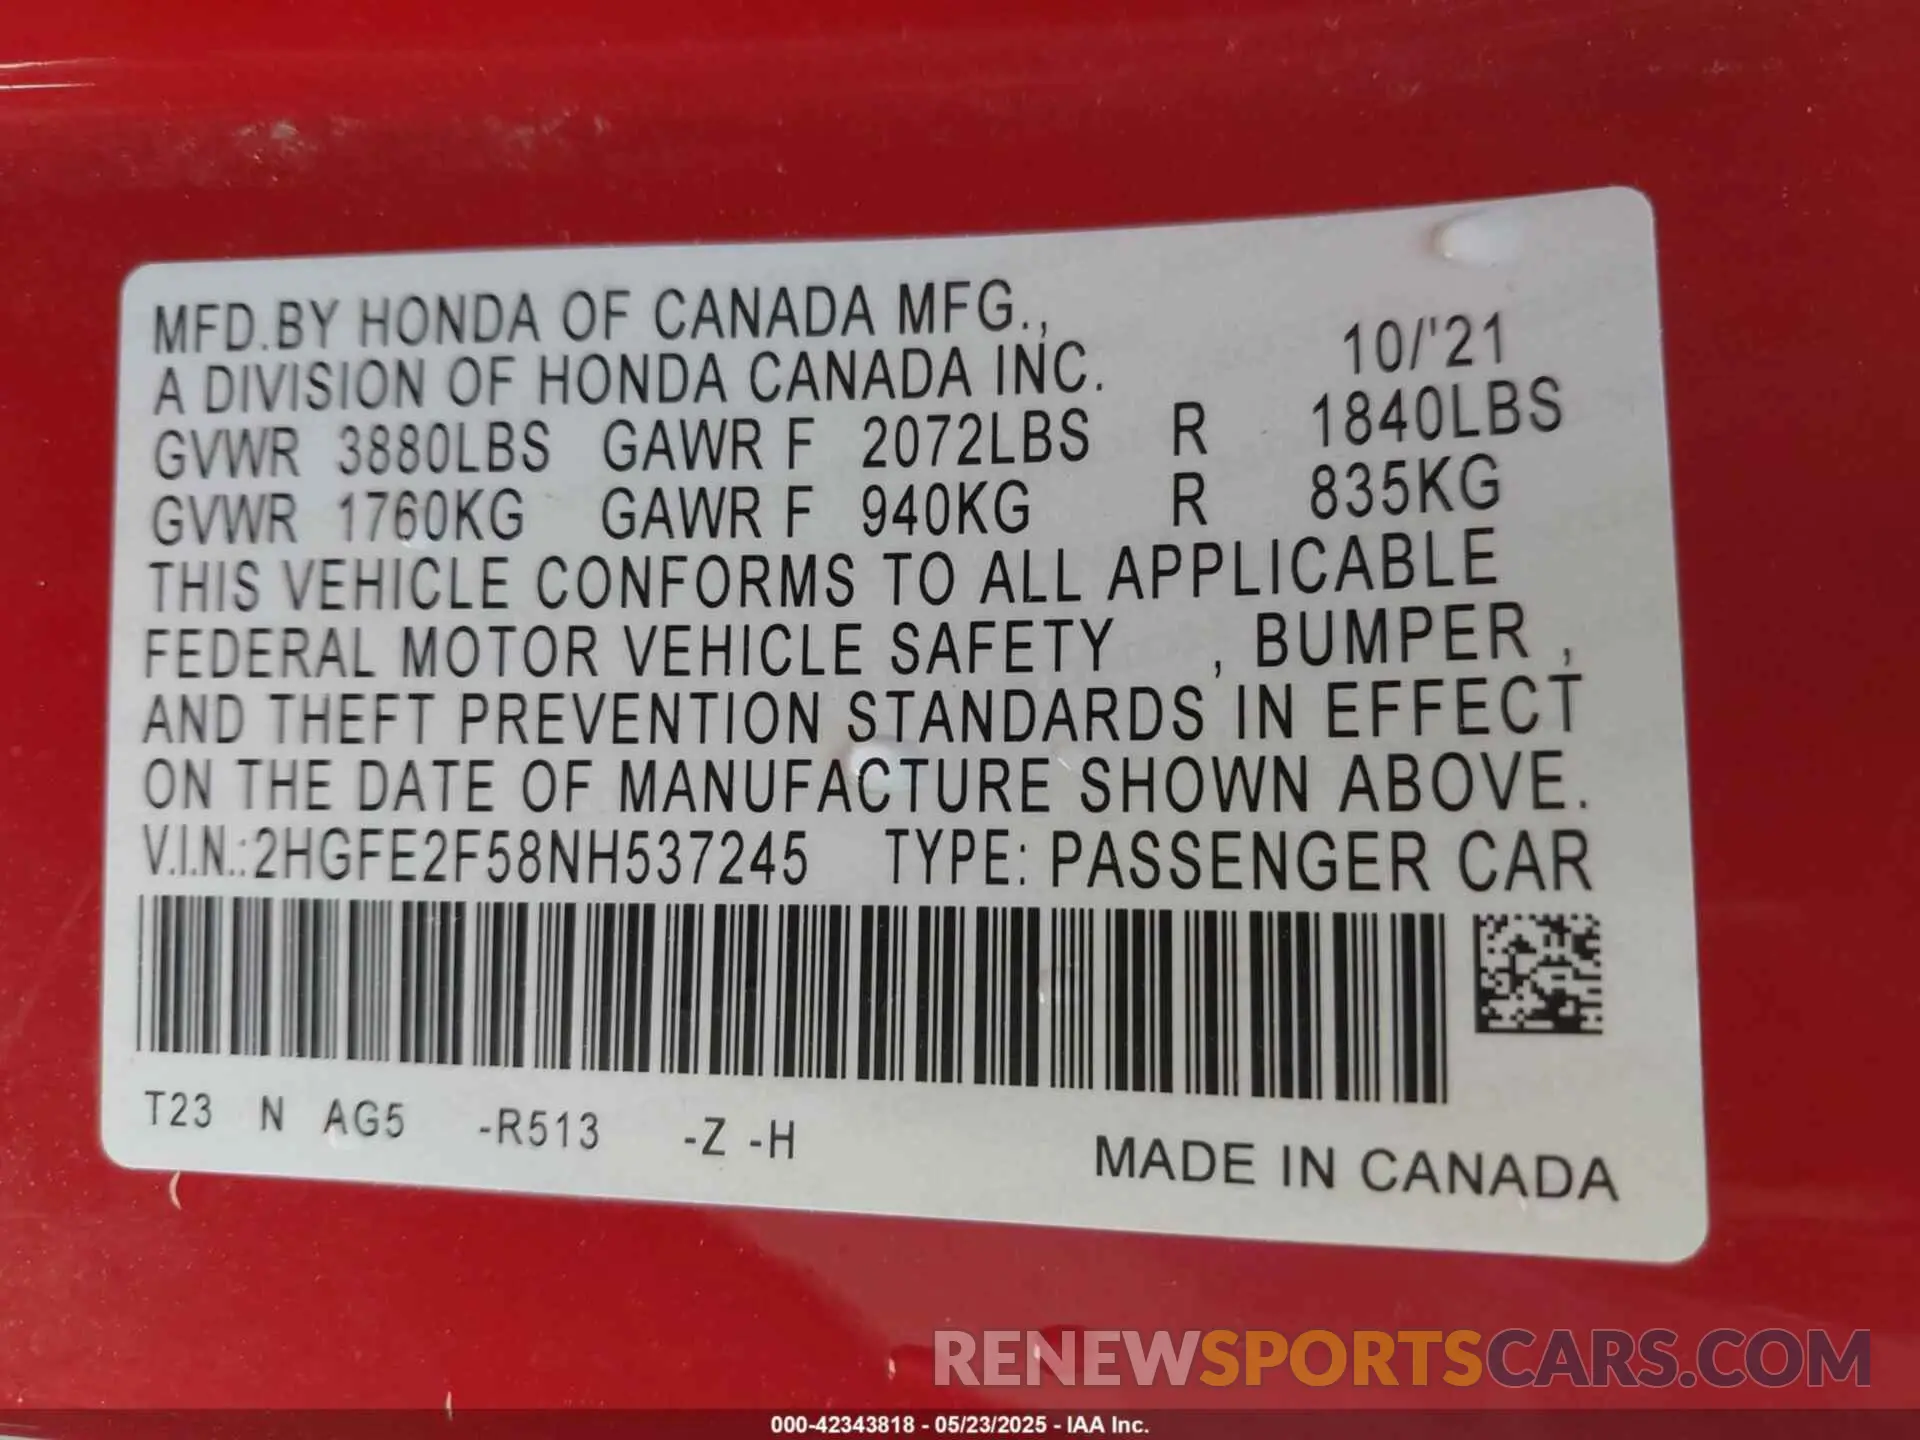 MFD.BY HONDA OF CANADA MFG.,
A DIVISION OF HONDA CANADA INC. 10/'21
GVWR 3880LBS GAWR F 2072LBS R 1840LBS
GVWR 1760KG GAWR F 940KG R 835KG
THIS VEHICLE CONFORMS TO ALL APPLICABLE
FEDERAL MOTOR VEHICLE SAFETY , BUMPER ,
AND THEFT PREVENTION STANDARDS IN EFFECT
ON THE DATE OF MANUFACTURE SHOWN ABOVE.
V.I.N.:2HGFE2F58NH537245 TYPE: PASSENGER CAR
T23 N AG5 -R513 -Z -H
MADE IN CANADA
RENEWSPORTSCARS.COM
000-42343818 - 05/23/2025 - IAA Inc.